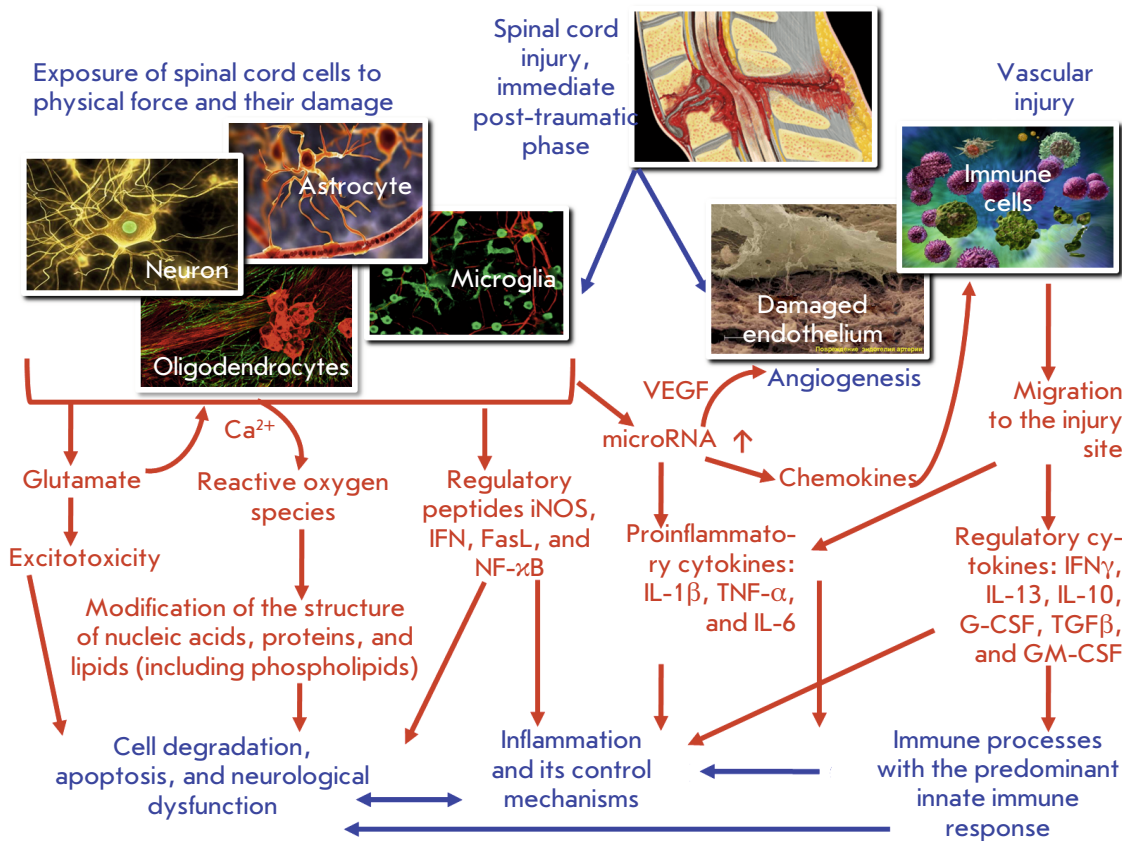 Exposure of spinal cord cells to
physical force and their damage
Spinal cord
injury,
immediate
post-traumatic
phase
Vascular
injury
Neuron
Astrocyte
Oligodendrocytes
Microglia
Damaged
endothelium
Повреждение эндотелия артерии
Immune
cells
Ca²⁺
Glutamate
Excitotoxicity
Reactive oxygen
species
Modification of the structure
of nucleic acids, proteins, and
lipids (including phospholipids)
Regulatory
peptides iNOS,
IFN, FasL, and
NF-ϰB
VEGF
Angiogenesis
microRNA ↑
Chemokines
Proinflammato-
ry cytokines:
IL-1β, TNF-α,
and IL-6
Migration
to the injury
site
Regulatory cy-
tokines: IFNγ,
IL-13, IL-10,
G-CSF, TGFβ,
and GM-CSF
Cell degradation,
apoptosis, and neurological
dysfunction
Inflammation
and its control
mechanisms
Immune processes
with the predominant
innate immune
response